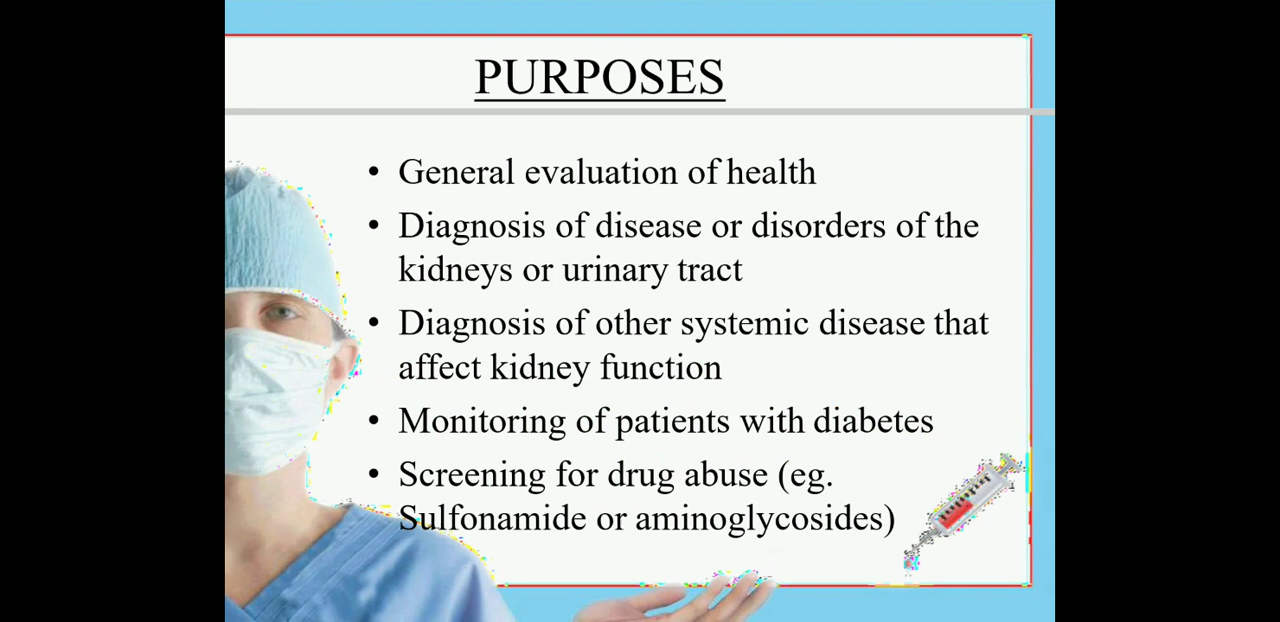 PURPOSES
• General evaluation of health
• Diagnosis of disease or disorders of the
kidneys or urinary tract
• Diagnosis of other systemic disease that
affect kidney function
• Monitoring of patients with diabetes
• Screening for drug abuse (eg.
Sulfonamide or aminoglycosides)